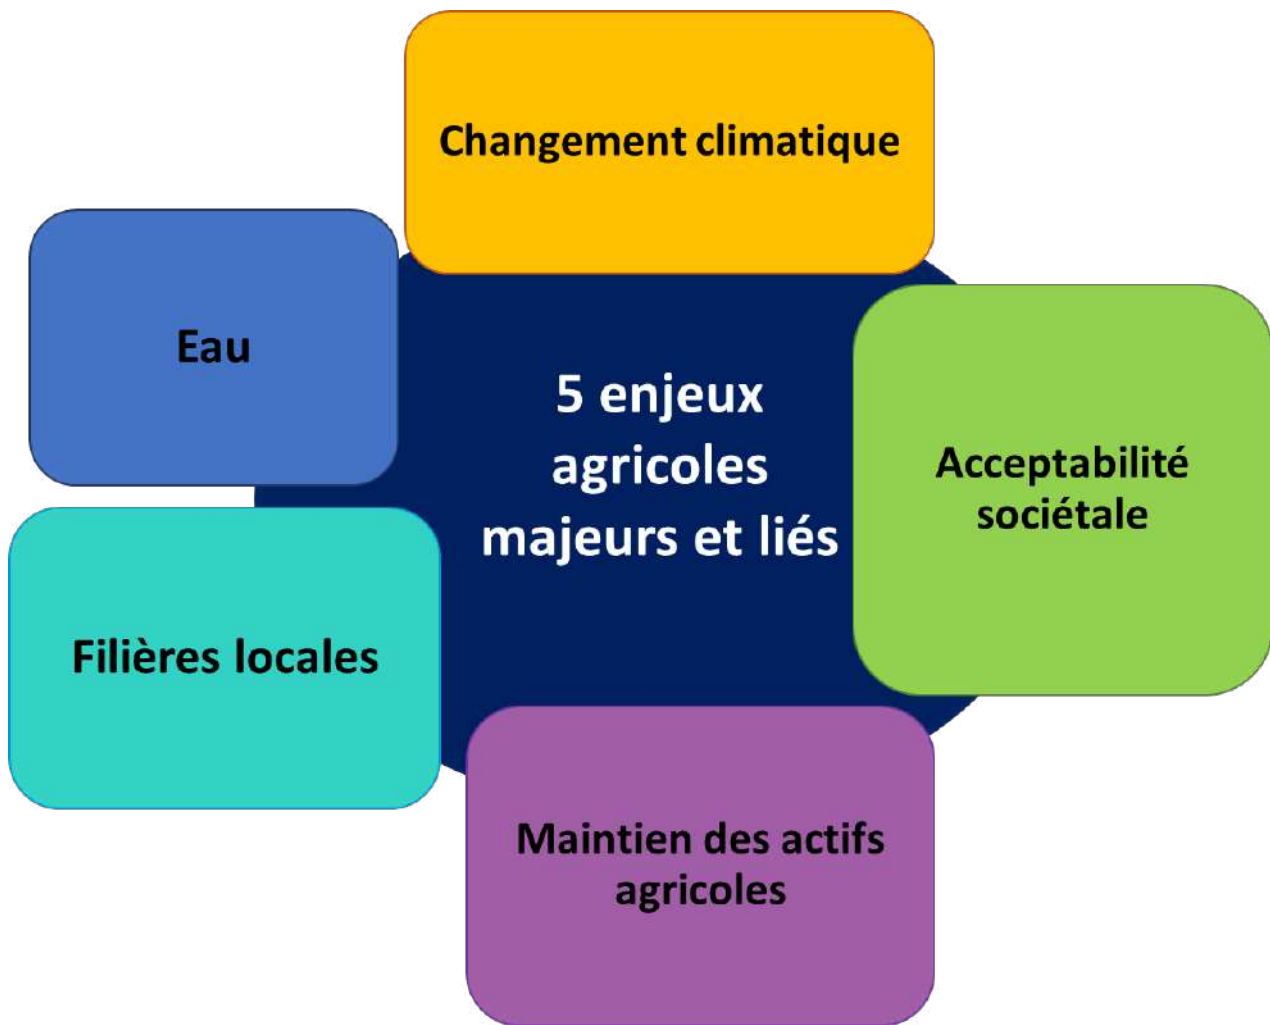 Changement climatique
Eau
5 enjeux
agricoles
majeurs et liés
Acceptabilité
sociétale
Filières locales
Maintien des actifs
agricoles